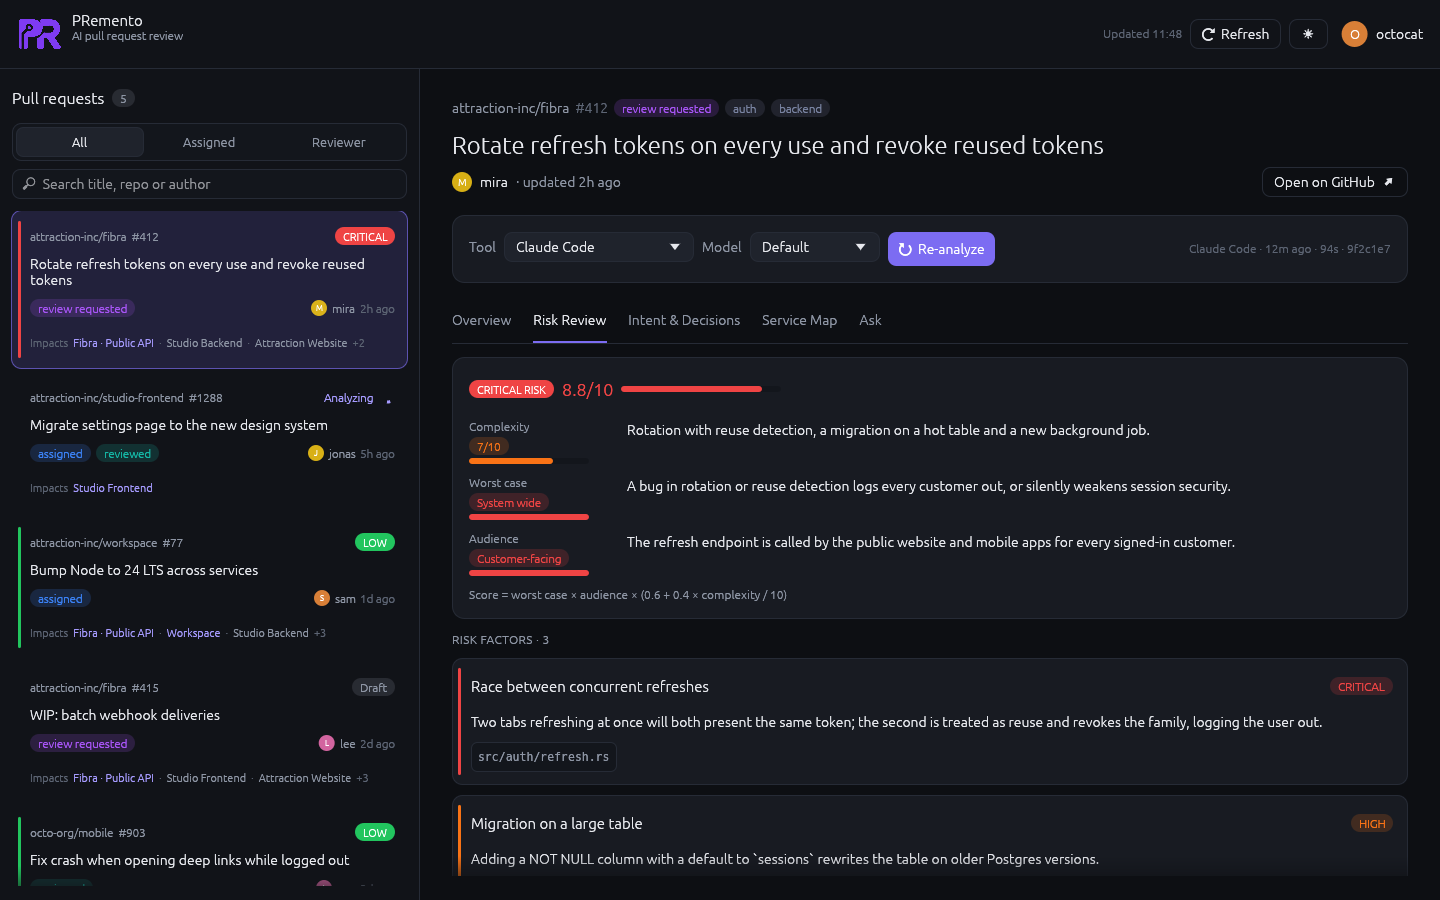 PRemento
AI pull request review
Updated 11:48
Refresh
O
octocat
Pull requests 5
All Assigned Reviewer
Search title, repo or author
attraction-inc/fibra #412 CRITICAL
Rotate refresh tokens on every use and revoke reused
tokens
review requested M mira 2h ago
Impacts Fibra · Public API · Studio Backend · Attraction Website +2
attraction-inc/studio-frontend #1288 Analyzing
Migrate settings page to the new design system
assigned reviewed J jonas 5h ago
Impacts Studio Frontend
attraction-inc/workspace #77 LOW
Bump Node to 24 LTS across services
assigned S sam 1d ago
Impacts Fibra · Public API · Workspace · Studio Backend +3
attraction-inc/fibra #415 Draft
WIP: batch webhook deliveries
review requested L lee 2d ago
Impacts Fibra · Public API · Studio Frontend · Attraction Website +3
octo-org/mobile #903 LOW
Fix crash when opening deep links while logged out
attraction-inc/fibra #412 review requested auth backend
Rotate refresh tokens on every use and revoke reused tokens
M mira · updated 2h ago
Open on GitHub
Tool Claude Code Model Default Re-analyze
Claude Code · 12m ago · 94s · 9f2c1e7
Overview Risk Review Intent & Decisions Service Map Ask
CRITICAL RISK 8.8/10
Complexity
7/10
Rotation with reuse detection, a migration on a hot table and a new background job.
Worst case
System wide
A bug in rotation or reuse detection logs every customer out, or silently weakens session security.
Audience
Customer-facing
The refresh endpoint is called by the public website and mobile apps for every signed-in customer.
Score = worst case × audience × (0.6 + 0.4 × complexity / 10)
RISK FACTORS · 3
Race between concurrent refreshes CRITICAL
Two tabs refreshing at once will both present the same token; the second is treated as reuse and revokes the family, logging the user out.
src/auth/refresh.rs
Migration on a large table HIGH
Adding a NOT NULL column with a default to `sessions` rewrites the table on older Postgres versions.